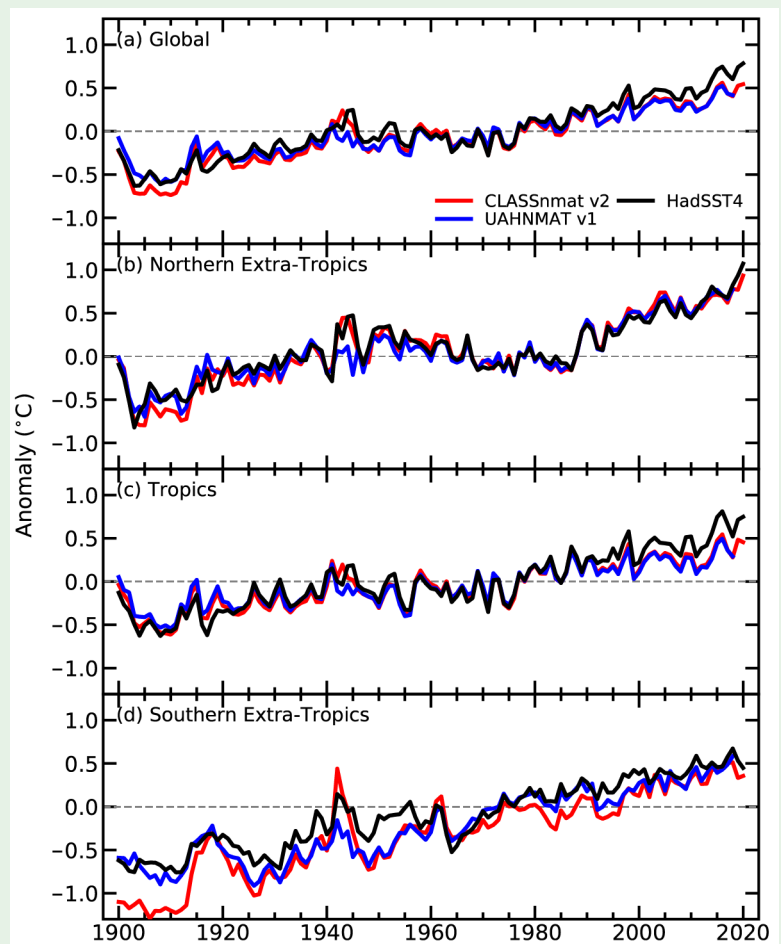 (a) Global
1.0
0.5
0.0
−0.5
−1.0
CLASSnmat v2
HadSST4
UAHNMAT v1
(b) Northern Extra-Tropics
1.0
0.5
0.0
−0.5
−1.0
Anomaly (°C)
(c) Tropics
1.0
0.5
0.0
−0.5
−1.0
(d) Southern Extra-Tropics
1.0
0.5
0.0
−0.5
−1.0
1900 1920 1940 1960 1980 2000 2020